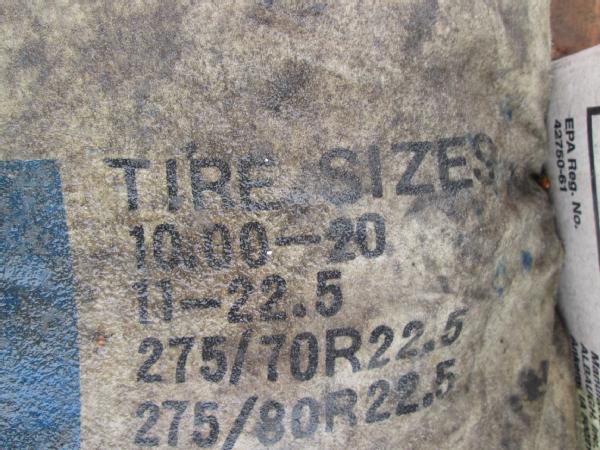 TIRE SIZES
10.00-20
11-22.5
275/70R22.5
275/80R22.5
EPA Reg. No.
42750-61